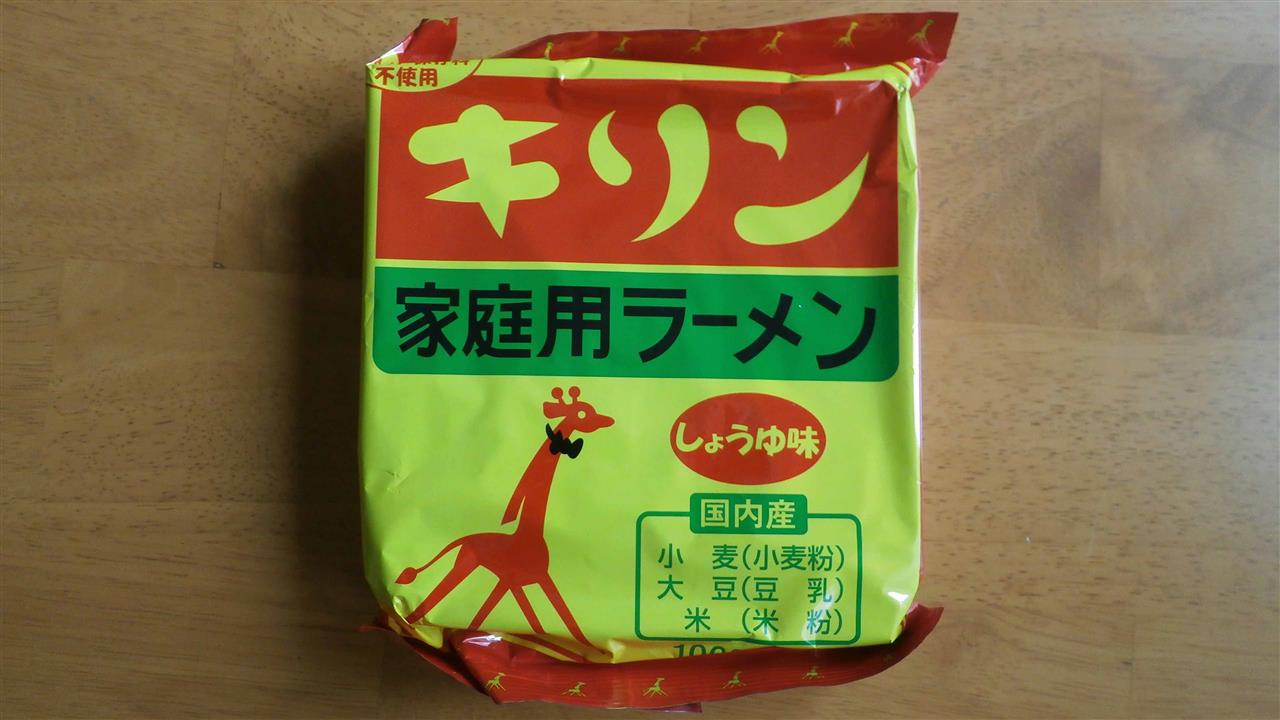 不使用
キリン
家庭用ラーメン
しょうゆ味
国内産
小　麦(小麦粉)
大　豆(豆　乳)
米　(米　粉)